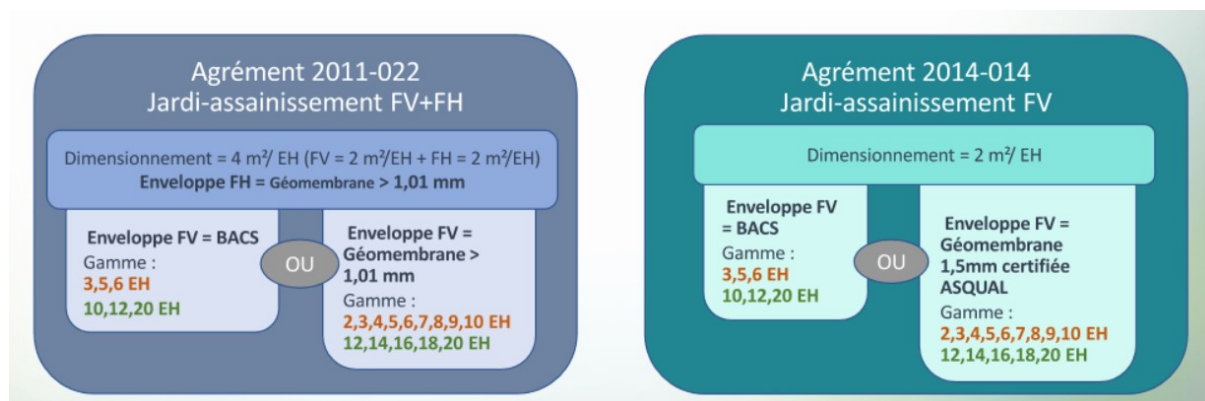 Agrément 2011-022
Jardi-assainissement FV+FH
Dimensionnement = 4 m²/ EH (FV = 2 m²/EH + FH = 2 m²/EH)
Enveloppe FH = Géomembrane > 1,01 mm
Enveloppe FV = BACS
Gamme :
3,5,6 EH
10,12,20 EH
OU
Enveloppe FV =
Géomembrane >
1,01 mm
Gamme :
2,3,4,5,6,7,8,9,10 EH
12,14,16,18,20 EH
Agrément 2014-014
Jardi-assainissement FV
Dimensionnement = 2 m²/ EH
Enveloppe FV
= BACS
Gamme :
3,5,6 EH
10,12,20 EH
OU
Enveloppe FV =
Géomembrane
1,5mm certifiée
ASQUAL
Gamme :
2,3,4,5,6,7,8,9,10 EH
12,14,16,18,20 EH